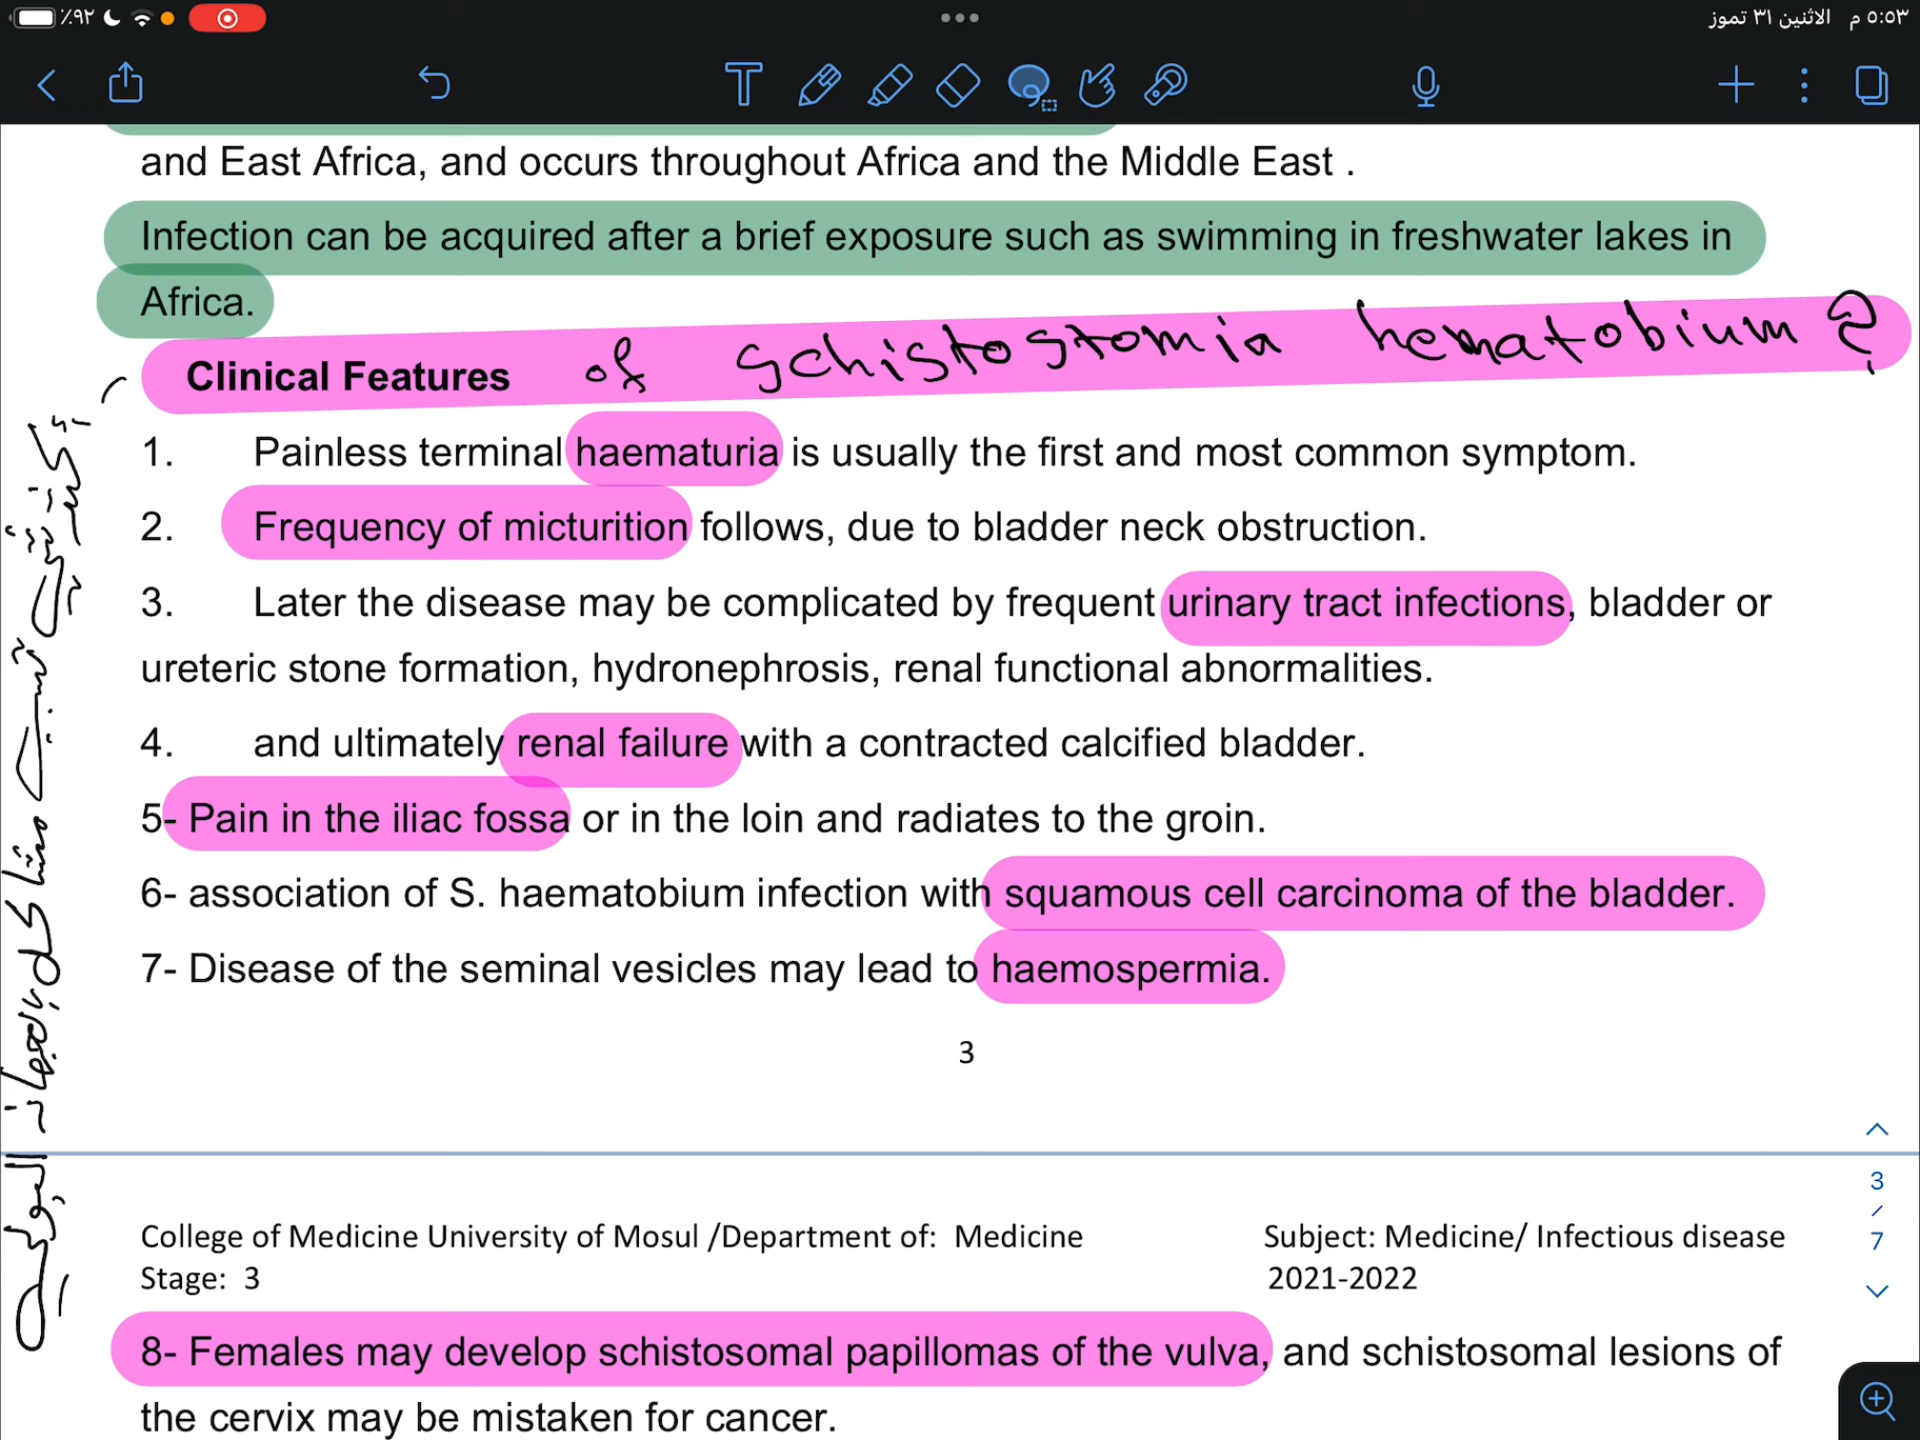 ٪٩٢
٥:٥٣ م الاثنين ٣١ تموز
and East Africa, and occurs throughout Africa and the Middle East .
Infection can be acquired after a brief exposure such as swimming in freshwater lakes in
Africa.
Clinical Features of schistostomia hematobium ?
1. Painless terminal haematuria is usually the first and most common symptom.
2. Frequency of micturition follows, due to bladder neck obstruction.
3. Later the disease may be complicated by frequent urinary tract infections, bladder or
ureteric stone formation, hydronephrosis, renal functional abnormalities.
4. and ultimately renal failure with a contracted calcified bladder.
5- Pain in the iliac fossa or in the loin and radiates to the groin.
6- association of S. haematobium infection with squamous cell carcinoma of the bladder.
7- Disease of the seminal vesicles may lead to haemospermia.
3
3
/
7
College of Medicine University of Mosul /Department of: Medicine Subject: Medicine/ Infectious disease
Stage: 3 2021-2022
8- Females may develop schistosomal papillomas of the vulva, and schistosomal lesions of
the cervix may be mistaken for cancer.